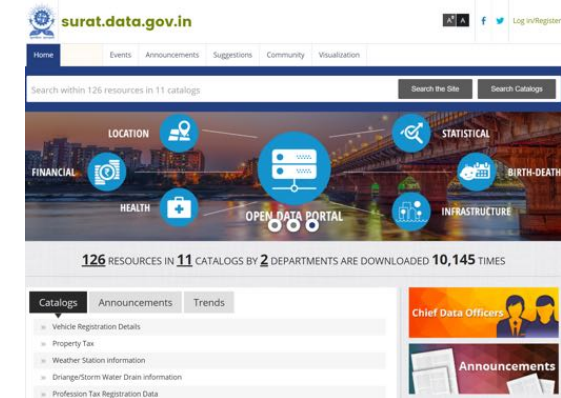 surat.data.gov.in
A+ A Log in/Register
Home Events Announcements Suggestions Community Visualization
Search within 126 resources in 11 catalogs Search the Site Search Catalogs
LOCATION STATISTICAL
FINANCIAL BIRTH-DEATH
HEALTH OPEN DATA PORTAL INFRASTRUCTURE
126 RESOURCES IN 11 CATALOGS BY 2 DEPARTMENTS ARE DOWNLOADED 10,145 TIMES
Catalogs Announcements Trends
Vehicle Registration Details
Property Tax
Weather Station information
Driange/Storm Water Drain information
Profession Tax Registration Data
Chief Data Officers
Announcements